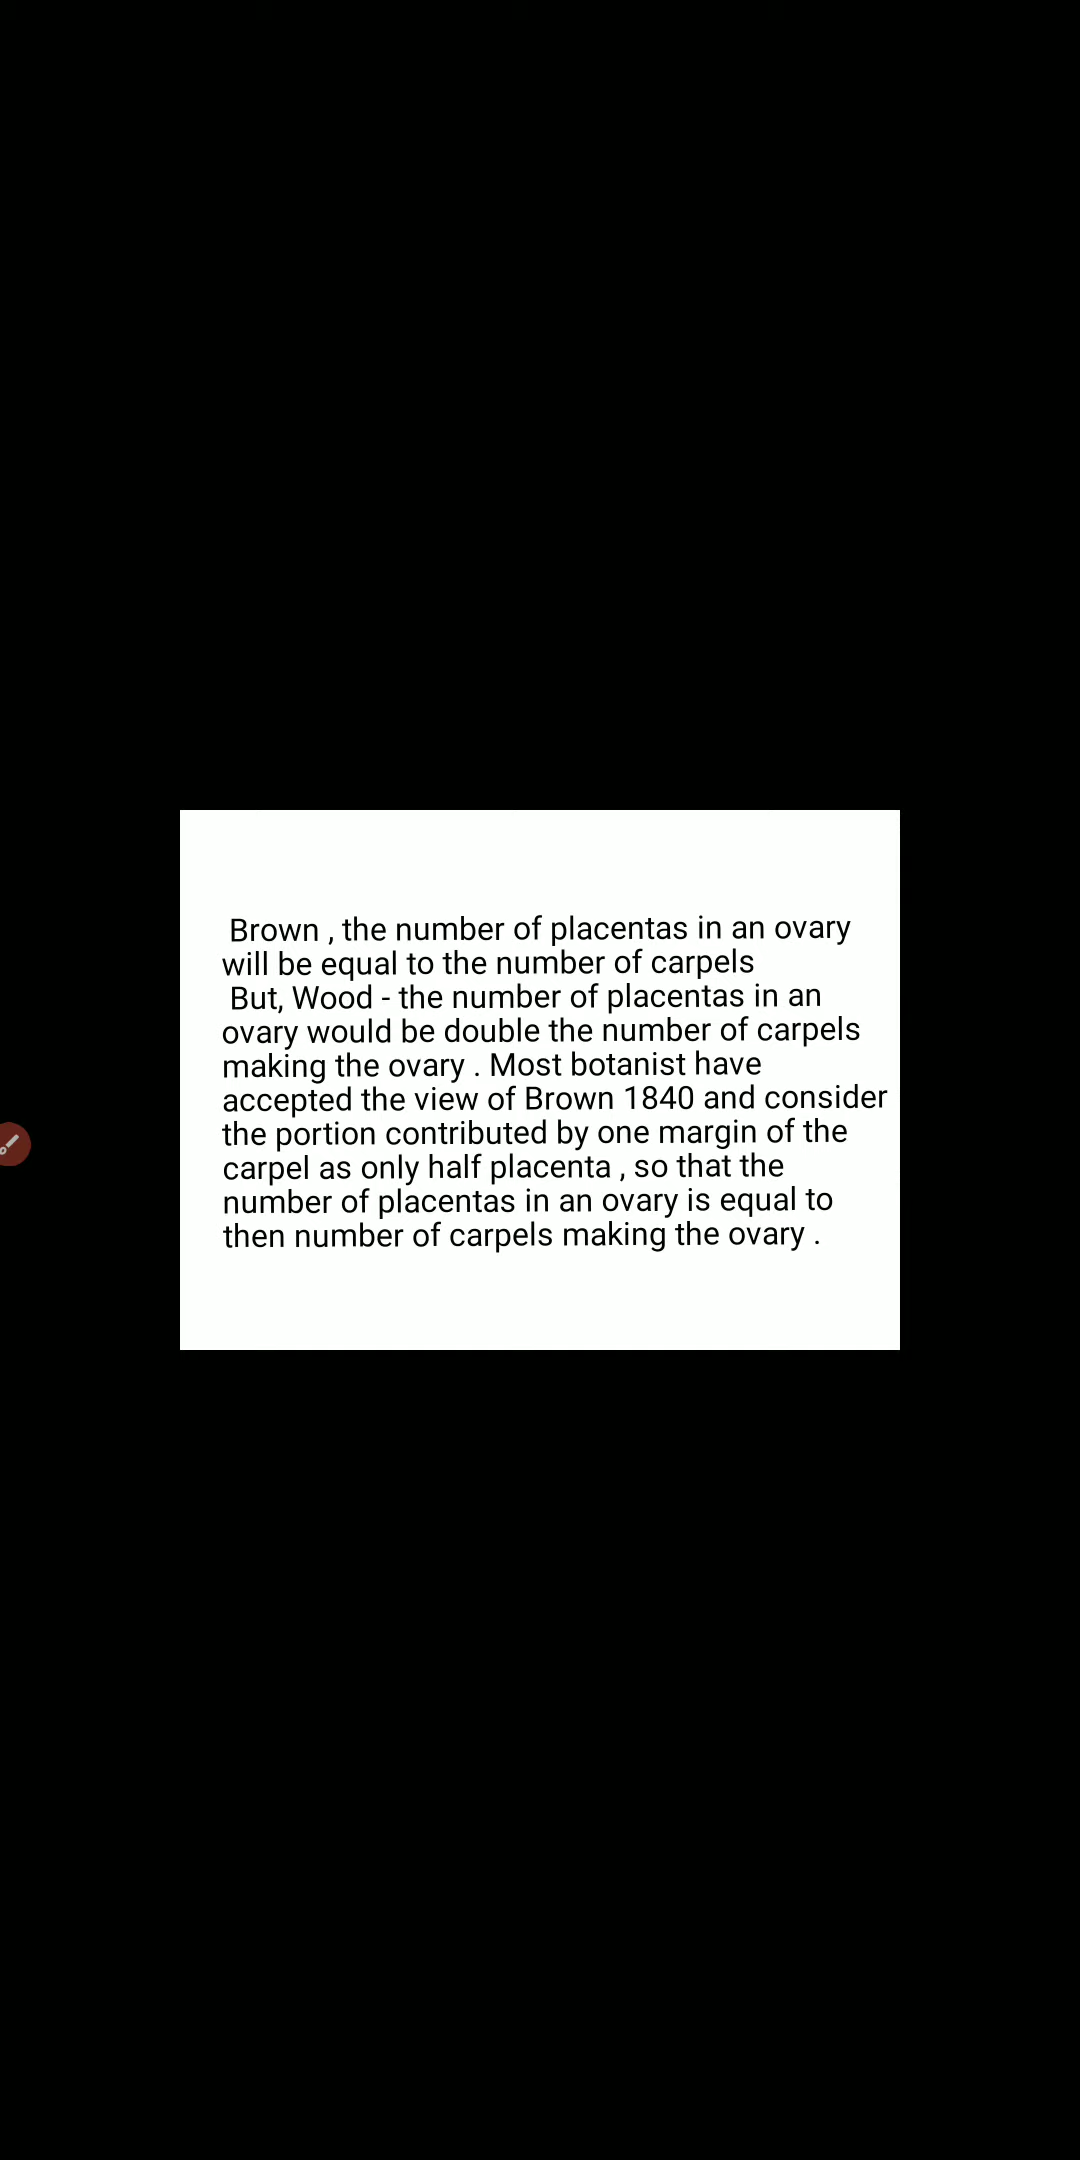 Brown , the number of placentas in an ovary
will be equal to the number of carpels
But, Wood - the number of placentas in an
ovary would be double the number of carpels
making the ovary . Most botanist have
accepted the view of Brown 1840 and consider
the portion contributed by one margin of the
carpel as only half placenta , so that the
number of placentas in an ovary is equal to
then number of carpels making the ovary .